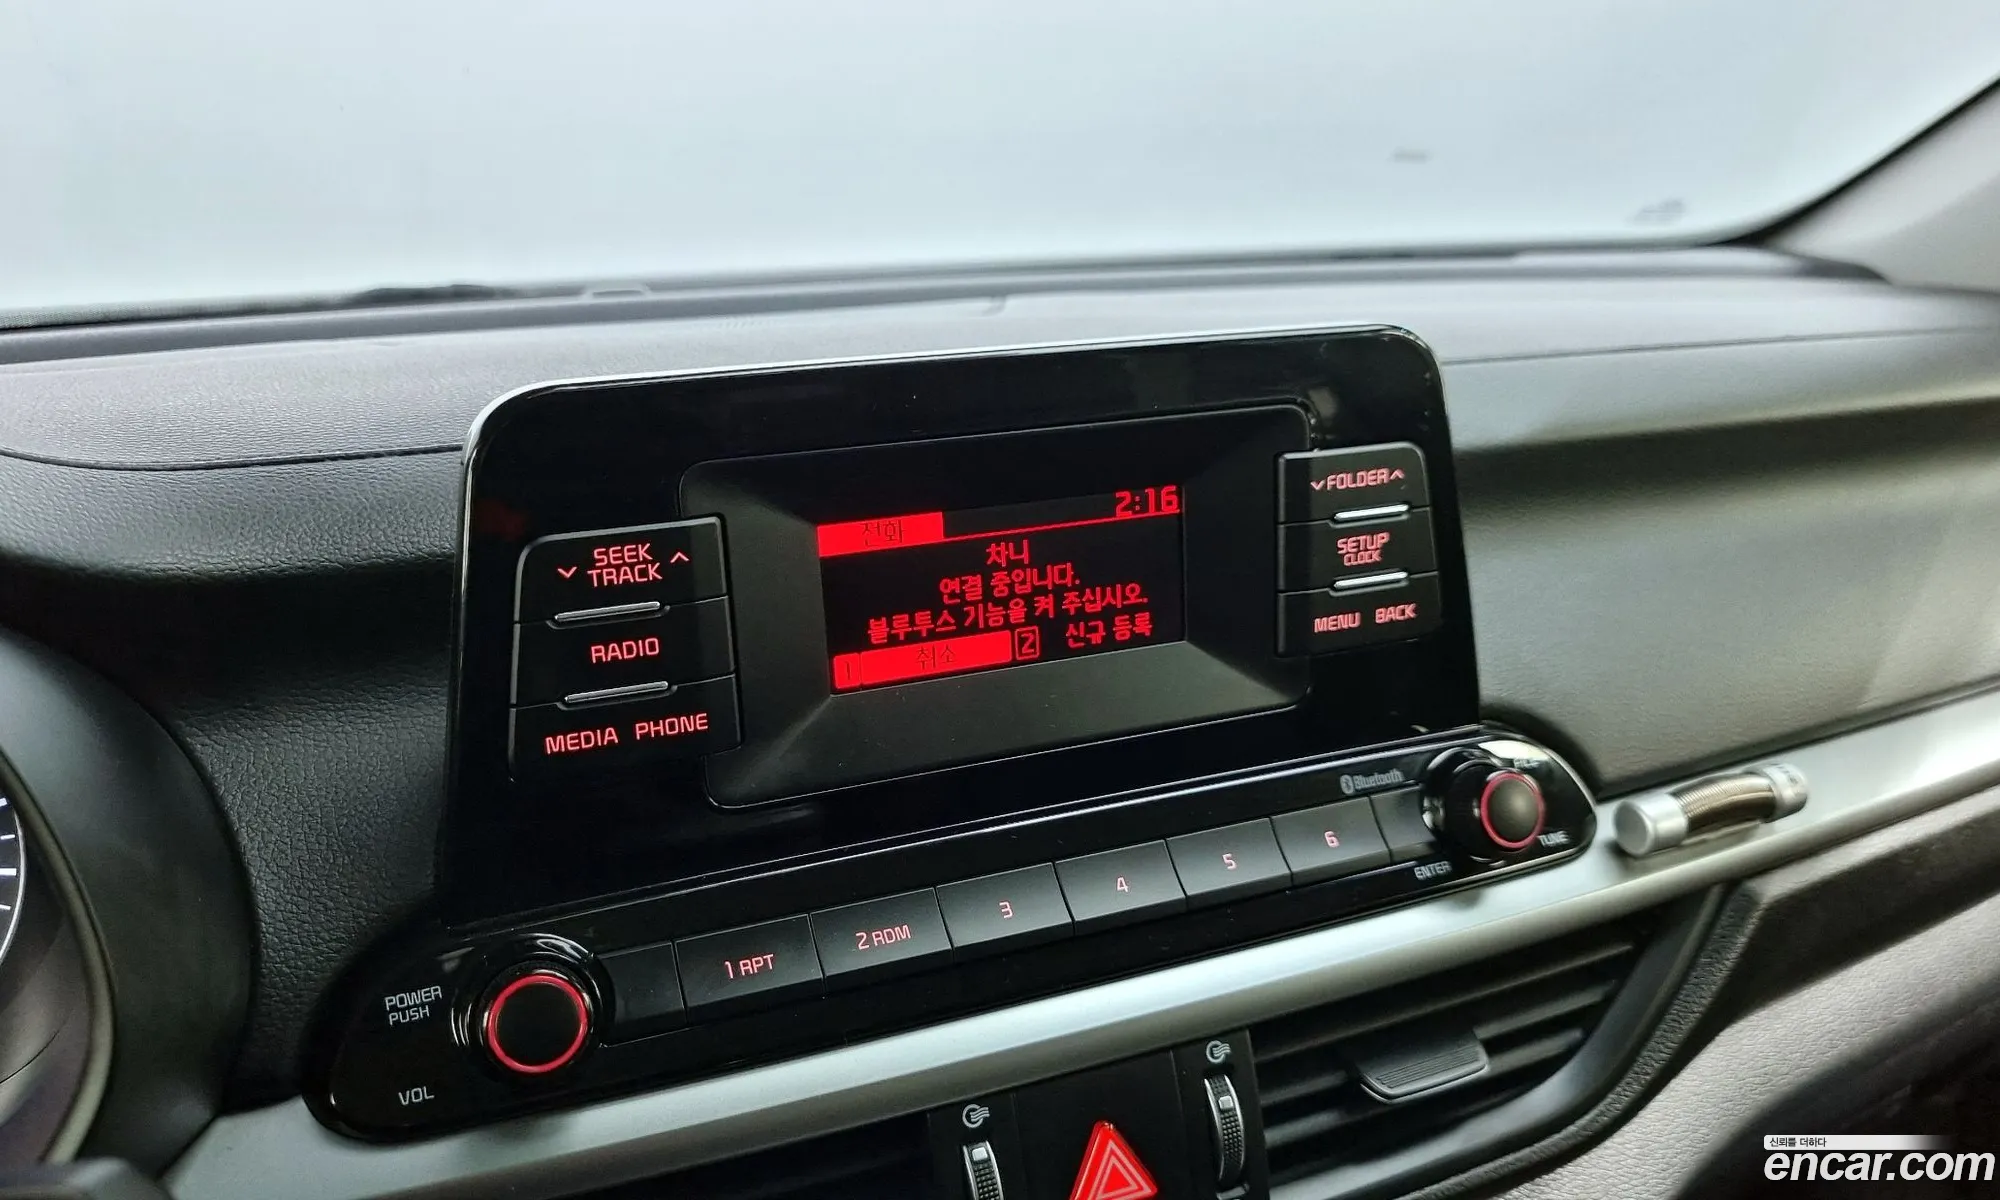 전화
2:16
차니
연결 중입니다.
블루투스 기능을 켜 주십시오.
1 취소 2 신규 등록
SEEK
TRACK
RADIO
MEDIA PHONE
FOLDER
SETUP
CLOCK
MENU BACK
Bluetooth
POWER
PUSH
VOL
1 RPT
2 RDM
3
4
5
6
ENTER
TUNE
신뢰를 더하다
encar.com